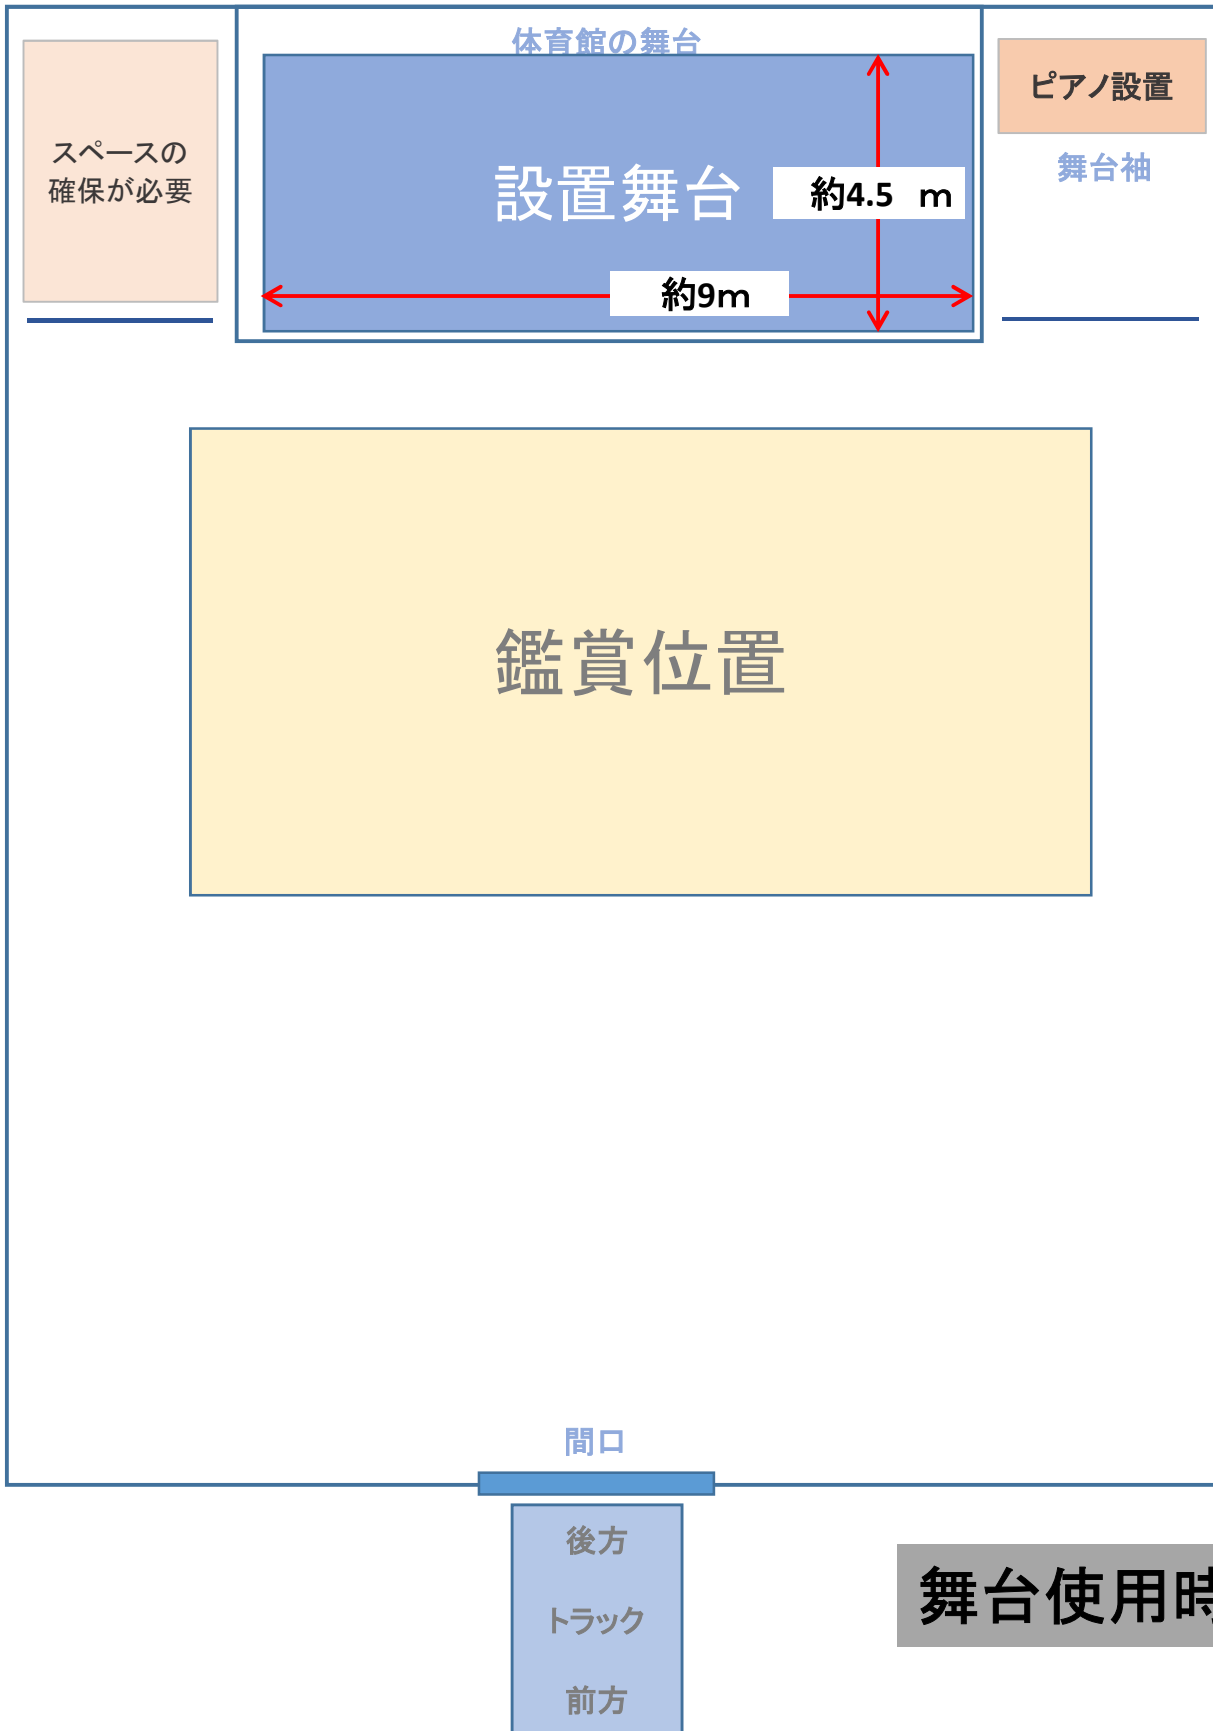 体育館の舞台
ピアノ設置
スペースの
確保が必要
舞台袖
設置舞台
約4.5　ｍ
約9ｍ
鑑賞位置
間口
後方
トラック
前方
舞台使用時